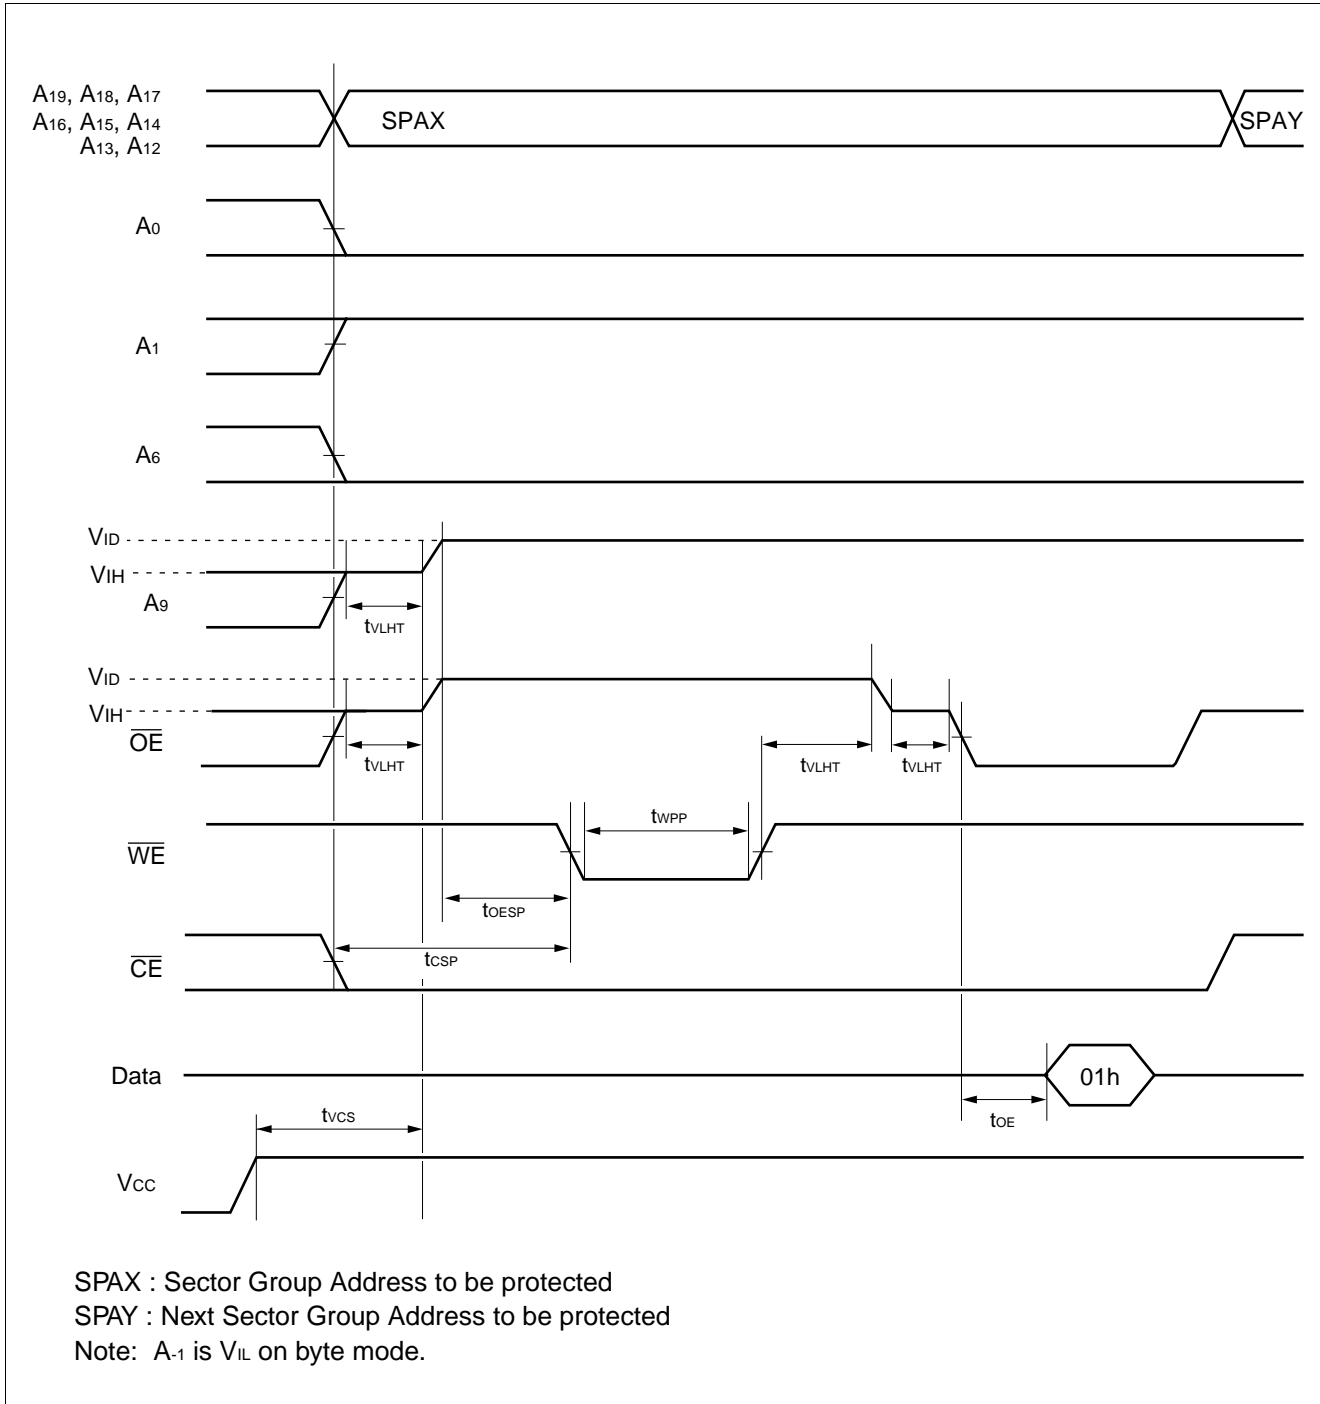 A19, A18, A17
A16, A15, A14
A13, A12
SPAX
SPAY
A0
A1
A6
VID
VIH
A9
tVLHT
VID
VIH
OE
tVLHT
tVLHT
tVLHT
WE
tWPP
tOESP
CE
tCSP
Data
01h
tOE
tVCS
VCC
SPAX : Sector Group Address to be protected
SPAY : Next Sector Group Address to be protected
Note: A-1 is VIL on byte mode.